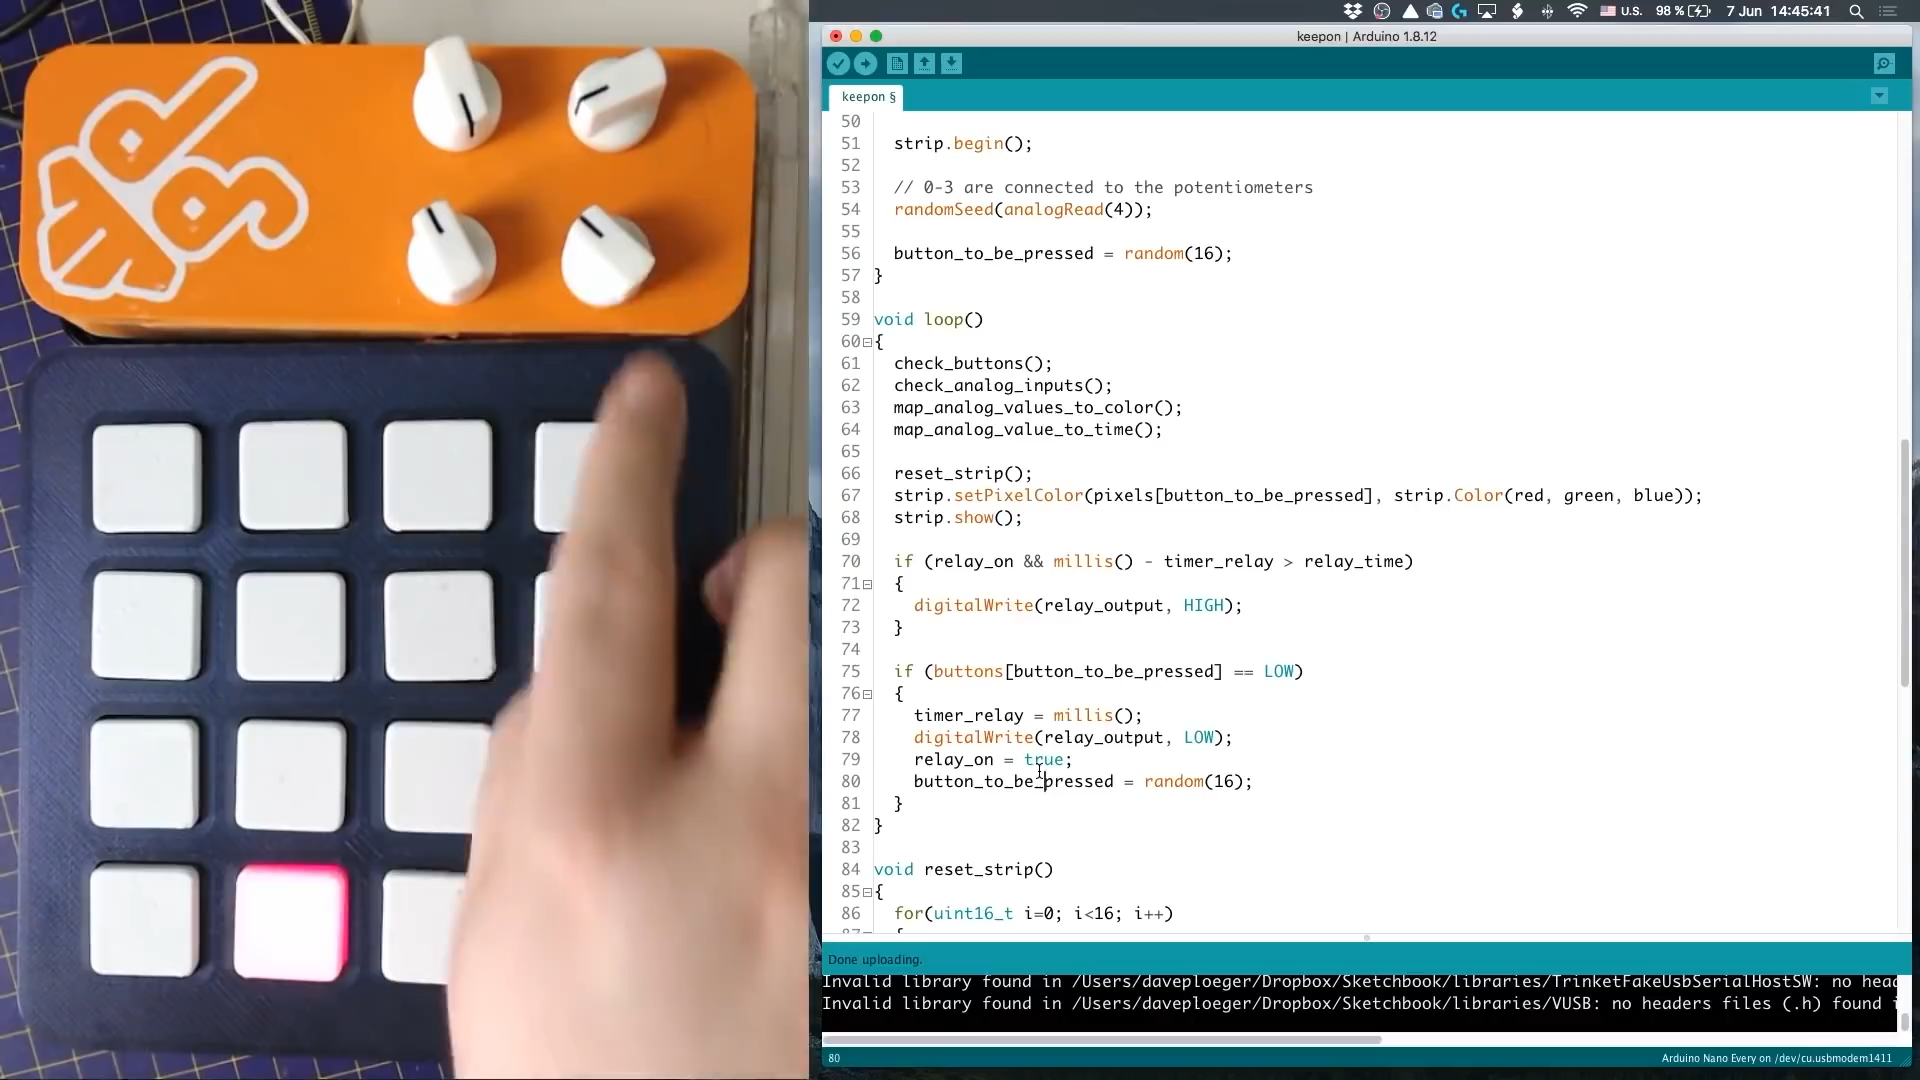 U.S. 98 % 7 Jun 14:45:41
keepon | Arduino 1.8.12
keepon §
50
51 strip.begin();
52
53 // 0-3 are connected to the potentiometers
54 randomSeed(analogRead(4));
55
56 button_to_be_pressed = random(16);
57 }
58
59 void loop()
60 {
61 check_buttons();
62 check_analog_inputs();
63 map_analog_values_to_color();
64 map_analog_value_to_time();
65
66 reset_strip();
67 strip.setPixelColor(pixels[button_to_be_pressed], strip.Color(red, green, blue));
68 strip.show();
69
70 if (relay_on && millis() - timer_relay > relay_time)
71 {
72 digitalWrite(relay_output, HIGH);
73 }
74
75 if (buttons[button_to_be_pressed] == LOW)
76 {
77 timer_relay = millis();
78 digitalWrite(relay_output, LOW);
79 relay_on = true;
80 button_to_be_pressed = random(16);
81 }
82 }
83
84 void reset_strip()
85 {
86 for(uint16_t i=0; i<16; i++)
Done uploading.
Invalid library found in /Users/daveploeger/Dropbox/Sketchbook/libraries/TrinketFakeUsbSerialHostSW: no
Invalid library found in /Users/daveploeger/Dropbox/Sketchbook/libraries/VUSB: no headers files (.h) found
80 Arduino Nano Every on /dev/cu.usbmodem1411